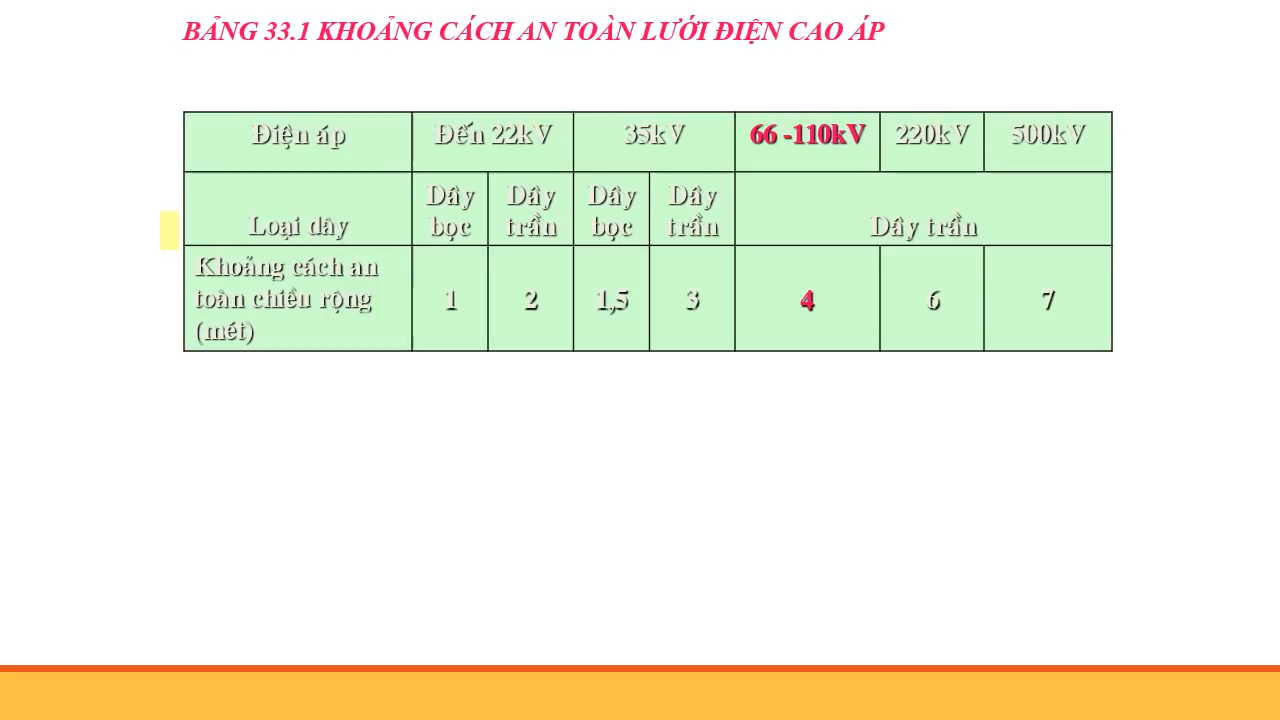 BẢNG 33.1 KHOẢNG CÁCH AN TOÀN LƯỚI ĐIỆN CAO ÁP
Điện áp Đến 22kV 35kV 66 -110kV 220kV 500kV
Loại dây Dây bọc Dây trần Dây bọc Dây trần Dây trần
Khoảng cách an toàn chiều rộng (mét) 1 2 1,5 3 4 6 7